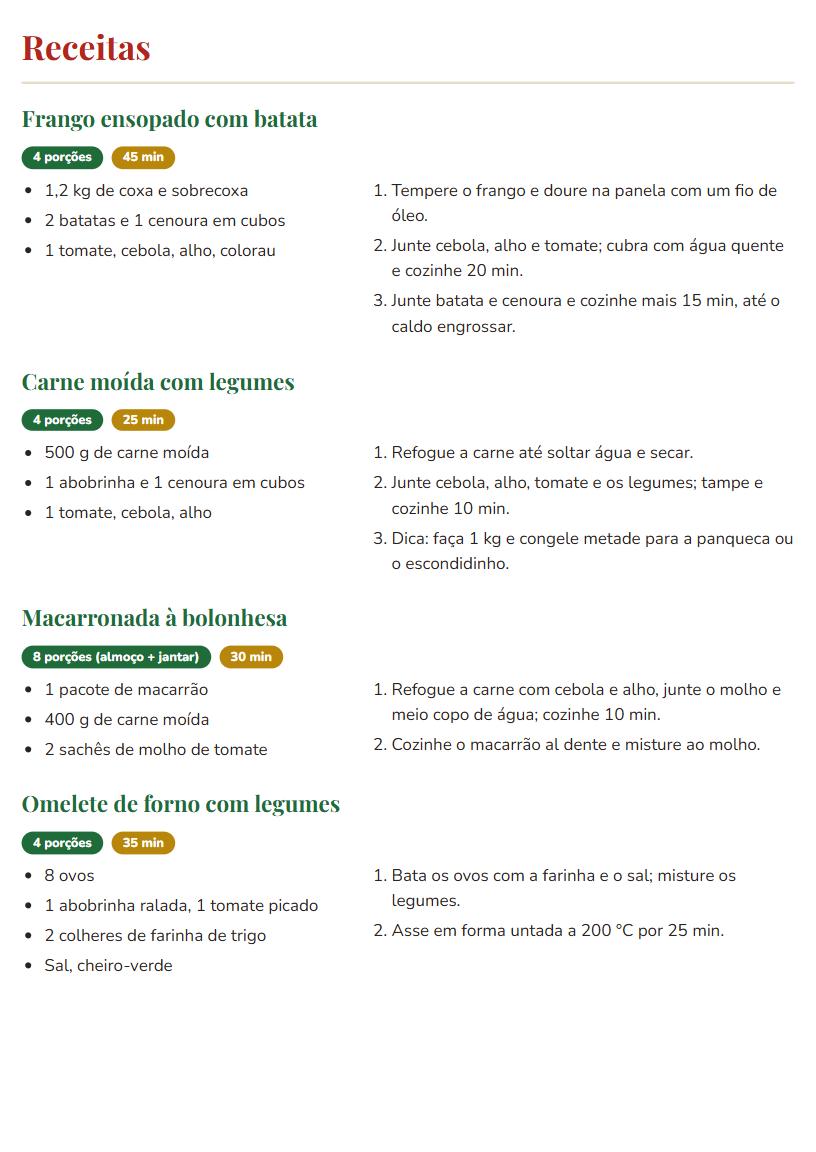 Receitas
Frango ensopado com batata
4 porções 45 min
• 1,2 kg de coxa e sobrecoxa
• 2 batatas e 1 cenoura em cubos
• 1 tomate, cebola, alho, colorau
1. Tempere o frango e doure na panela com um fio de
óleo.
2. Junte cebola, alho e tomate; cubra com água quente
e cozinhe 20 min.
3. Junte batata e cenoura e cozinhe mais 15 min, até o
caldo engrossar.
Carne moída com legumes
4 porções 25 min
• 500 g de carne moída
• 1 abobrinha e 1 cenoura em cubos
• 1 tomate, cebola, alho
1. Refogue a carne até soltar água e secar.
2. Junte cebola, alho, tomate e os legumes; tampe e
cozinhe 10 min.
3. Dica: faça 1 kg e congele metade para a panqueca ou
o escondidinho.
Macarronada à bolonhesa
8 porções (almoço + jantar) 30 min
• 1 pacote de macarrão
• 400 g de carne moída
• 2 sachês de molho de tomate
1. Refogue a carne com cebola e alho, junte o molho e
meio copo de água; cozinhe 10 min.
2. Cozinhe o macarrão al dente e misture ao molho.
Omelete de forno com legumes
4 porções 35 min
• 8 ovos
• 1 abobrinha ralada, 1 tomate picado
• 2 colheres de farinha de trigo
• Sal, cheiro-verde
1. Bata os ovos com a farinha e o sal; misture os
legumes.
2. Asse em forma untada a 200 °C por 25 min.